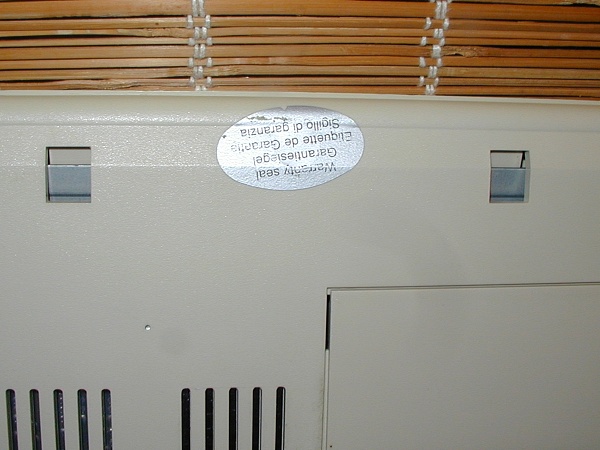 Warranty seal
Garantiesiegel
Etiquette de Garantie
Sigillo di garanzia